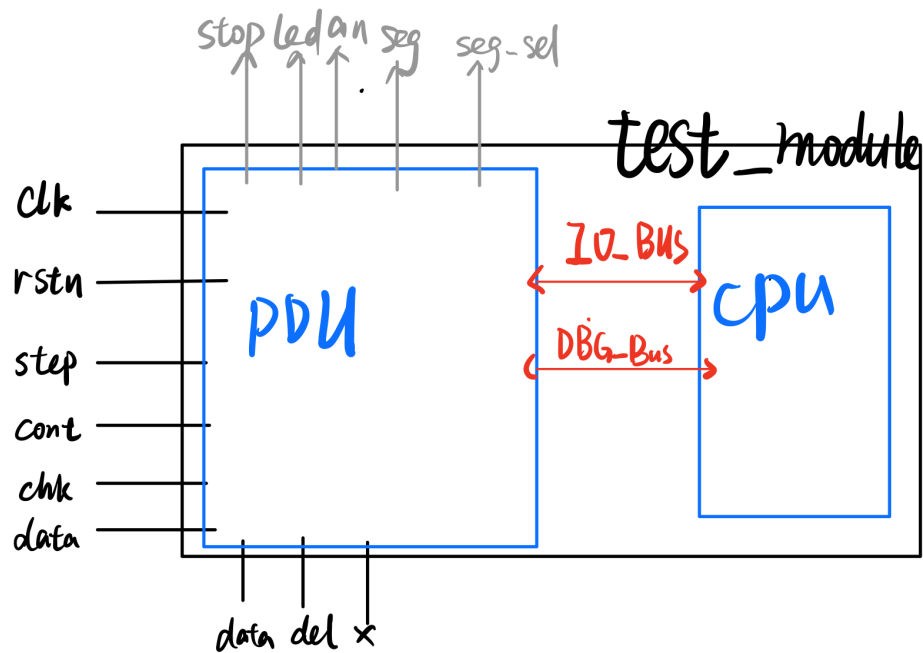 stop led an seg seg-sel
test_module
clk
rstn
step
cont
chk
data
PDU
IO_BUS
DBG_Bus
cpu
data del x